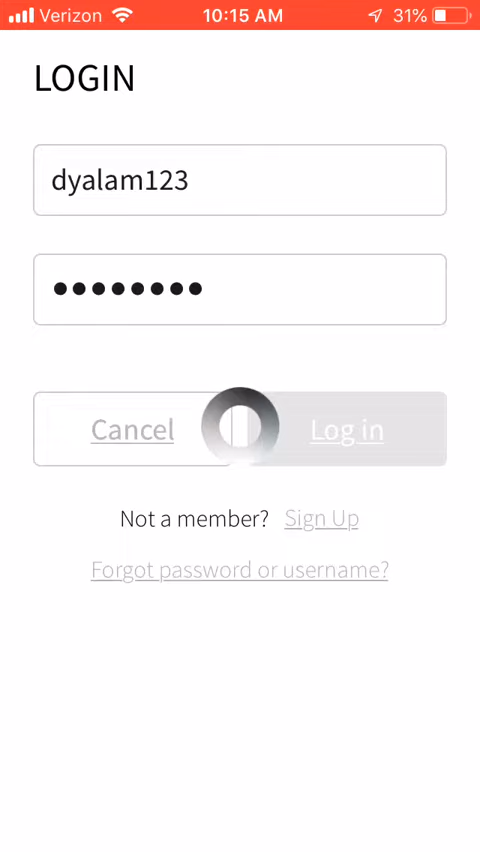 Verizon 10:15 AM 31%
LOGIN
dyalam123
••••••••
Cancel Log in
Not a member? Sign Up
Forgot password or username?